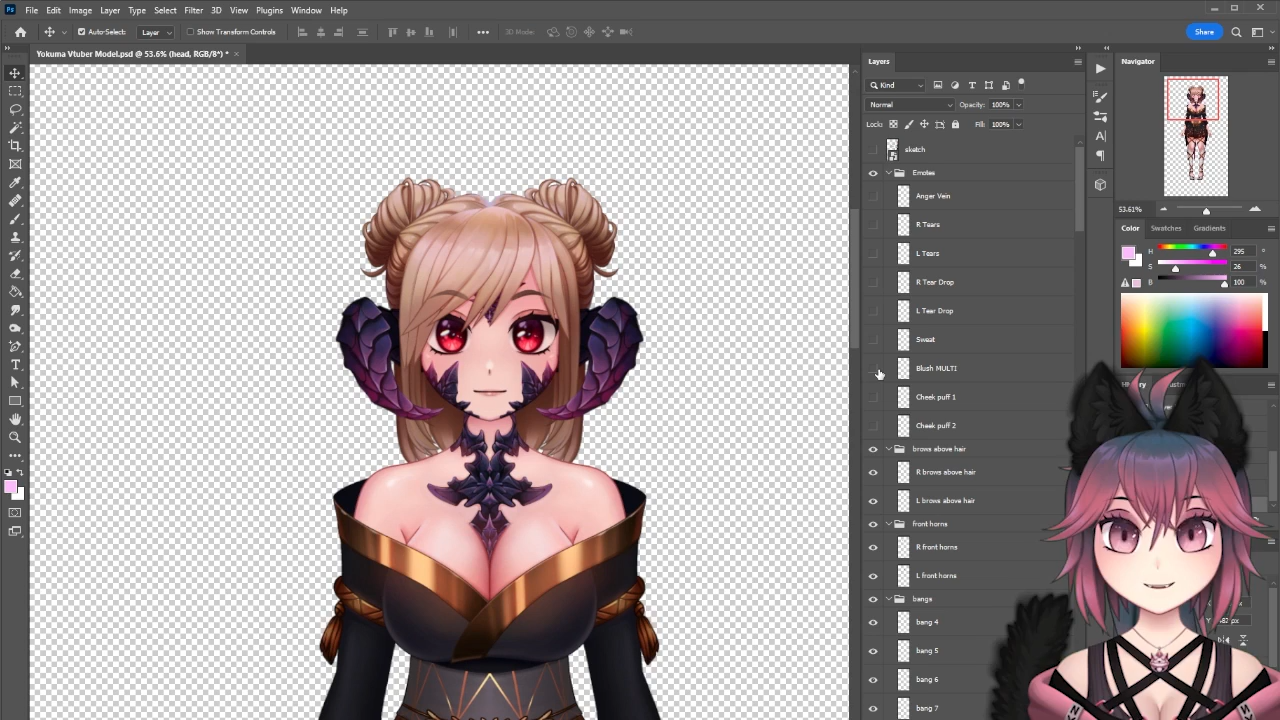 Ps File Edit Image Layer Type Select Filter 3D View Plugins Window Help
Auto-Select: Layer Show Transform Controls 3D Mode: Share
Yokuma Vtuber Model.psd @ 53.6% (head, RGB/8*) * ×
Layers
Navigator
Kind
Normal Opacity: 100%
Lock: Fill: 100%
sketch
Emotes
Anger Vein
R Tears
L Tears
R Tear Drop
L Tear Drop
Sweat
Blush MULTI
Cheek puff 1
Cheek puff 2
brows above hair
R brows above hair
L brows above hair
front horns
R front horns
L front horns
bangs
bang 4
bang 5
bang 6
bang 7
53.61%
Color Swatches Gradients
H 295 °
S 26 %
B 100 %